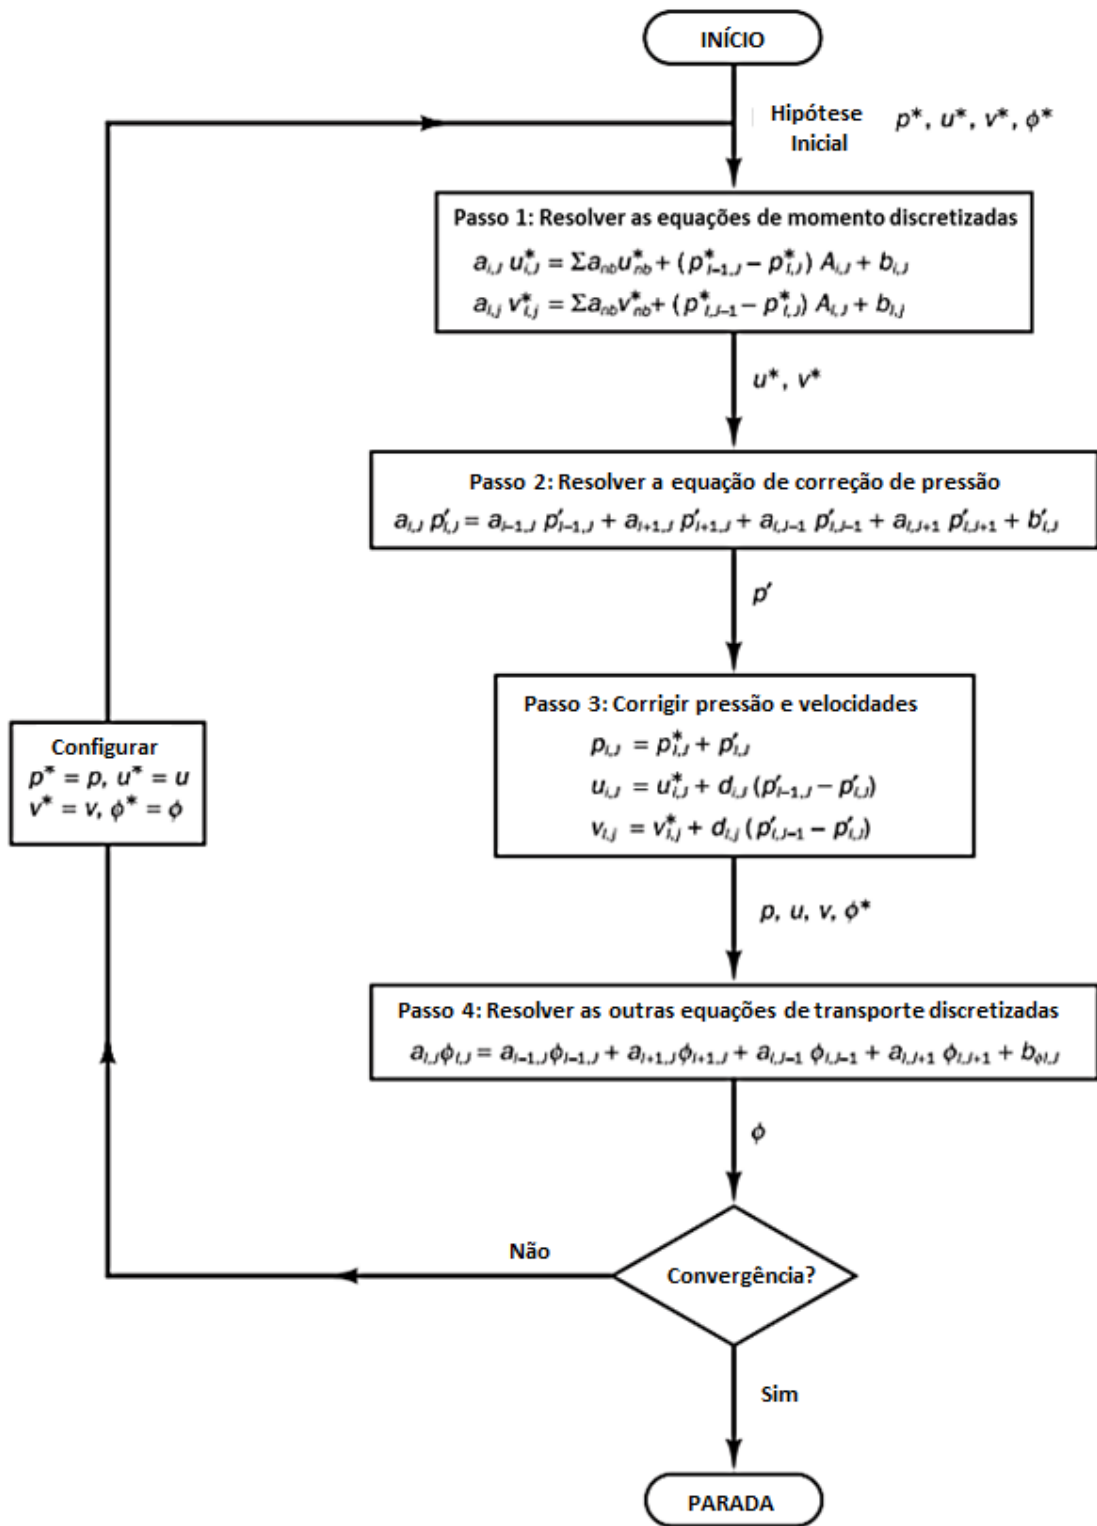 INÍCIO
Hipótese
Inicial
p*, u*, v*, ϕ*
Passo 1: Resolver as equações de momento discretizadas
a_{i,J} u*_{i,J} = Σa_{nb}u*_{nb} + (p*_{I–1,J} – p*_{I,J}) A_{i,J} + b_{i,J}
a_{I,j} v*_{I,j} = Σa_{nb}v*_{nb} + (p*_{I,J–1} – p*_{I,J}) A_{I,J} + b_{I,j}
u*, v*
Passo 2: Resolver a equação de correção de pressão
a_{I,J} p′_{I,J} = a_{I–1,J} p′_{I–1,J} + a_{I+1,J} p′_{I+1,J} + a_{I,J–1} p′_{I,J–1} + a_{I,J+1} p′_{I,J+1} + b′_{I,J}
p′
Passo 3: Corrigir pressão e velocidades
p_{I,J} = p*_{I,J} + p′_{I,J}
u_{i,J} = u*_{i,J} + d_{i,J} (p′_{I–1,J} – p′_{I,J})
v_{I,j} = v*_{I,j} + d_{I,j} (p′_{I,J–1} – p′_{I,J})
Configurar
p* = p, u* = u
v* = v, ϕ* = ϕ
p, u, v, ϕ*
Passo 4: Resolver as outras equações de transporte discretizadas
a_{I,J}ϕ_{I,J} = a_{I–1,J}ϕ_{I–1,J} + a_{I+1,J}ϕ_{I+1,J} + a_{I,J–1} ϕ_{I,J–1} + a_{I,J+1} ϕ_{I,J+1} + b_{ϕI,J}
ϕ
Não
Convergência?
Sim
PARADA